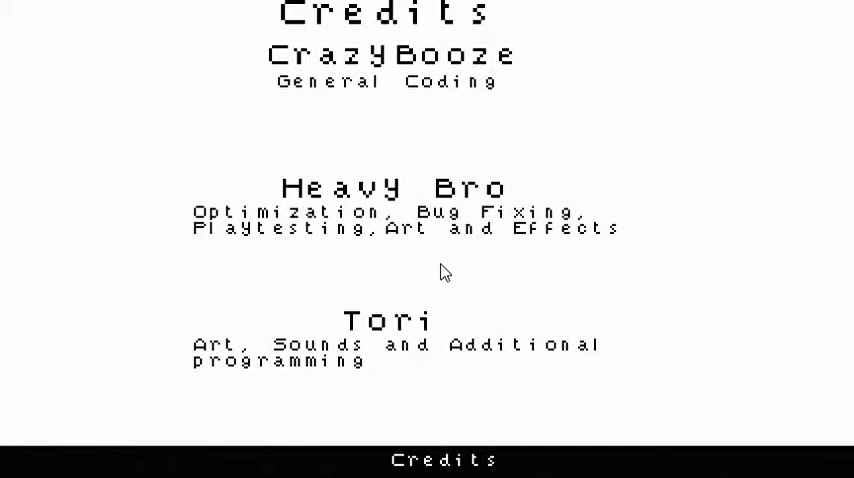 Credits
CrazyBooze
General Coding
Heavy Bro
Optimization, Bug Fixing,
Playtesting,Art and Effects
Tori
Art, Sounds and Additional
programming
Credits